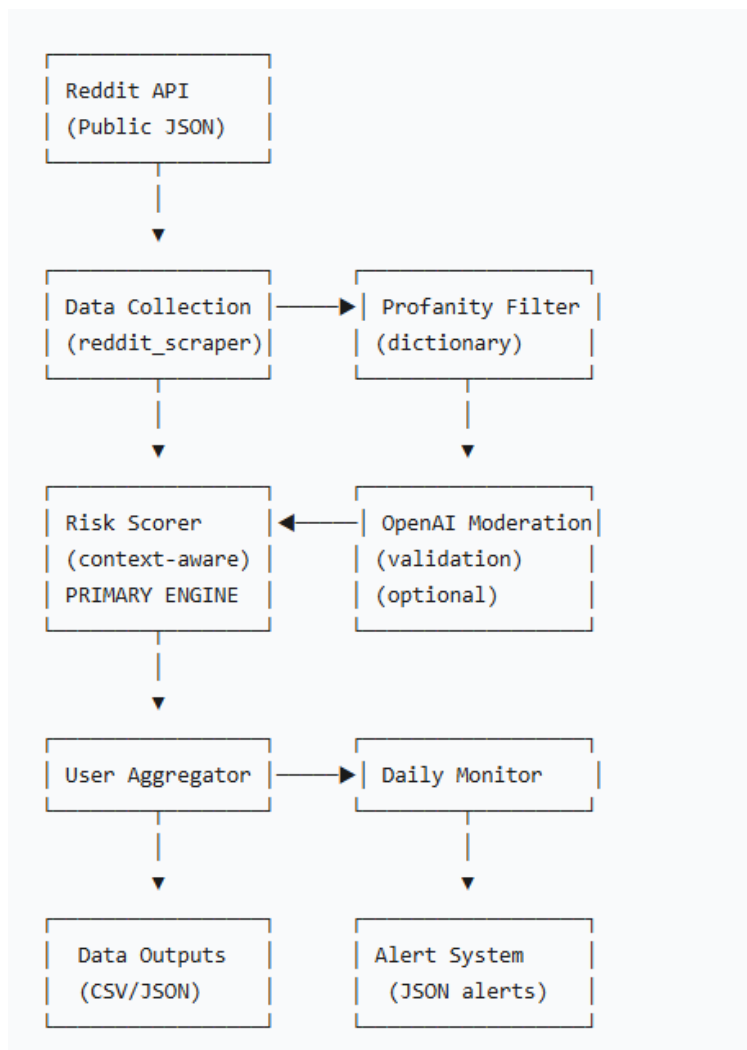 Reddit API
(Public JSON)
Data Collection
(reddit_scraper)
Profanity Filter
(dictionary)
Risk Scorer
(context-aware)
PRIMARY ENGINE
OpenAI Moderation
(validation)
(optional)
User Aggregator
Daily Monitor
Data Outputs
(CSV/JSON)
Alert System
(JSON alerts)